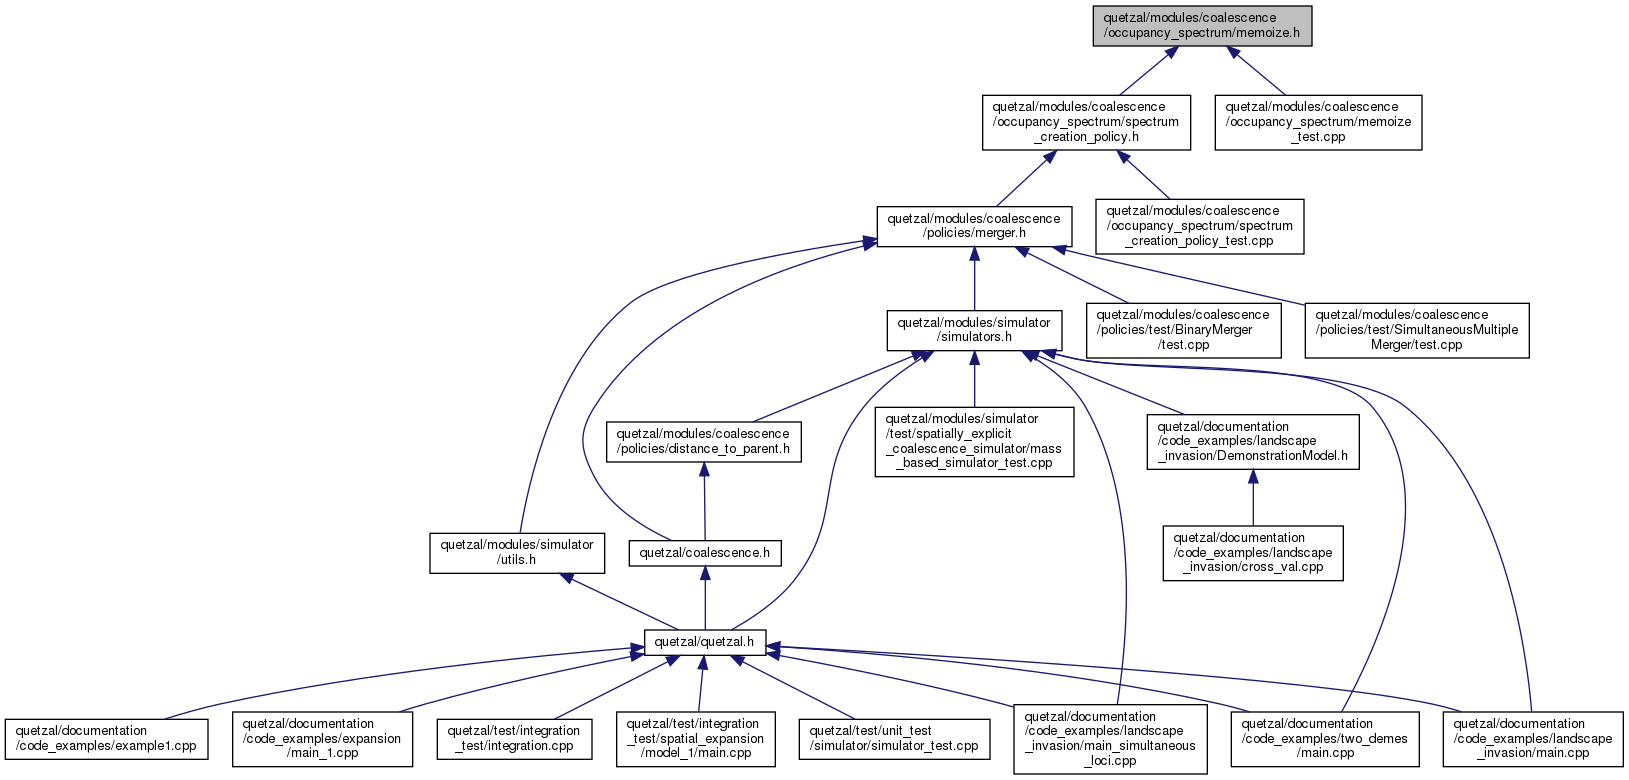 quetzal/modules/coalescence
/occupancy_spectrum/memoize.h
quetzal/modules/coalescence
/occupancy_spectrum/spectrum
_creation_policy.h
quetzal/modules/coalescence
/occupancy_spectrum/memoize
_test.cpp
quetzal/modules/coalescence
/policies/merger.h
quetzal/modules/coalescence
/occupancy_spectrum/spectrum
_creation_policy_test.cpp
quetzal/modules/simulator
/simulators.h
quetzal/modules/coalescence
/policies/test/BinaryMerger
/test.cpp
quetzal/modules/coalescence
/policies/test/SimultaneousMultiple
Merger/test.cpp
quetzal/modules/coalescence
/policies/distance_to_parent.h
quetzal/modules/simulator
/test/spatially_explicit
_coalescence_simulator/mass
_based_simulator_test.cpp
quetzal/documentation
/code_examples/landscape
_invasion/DemonstrationModel.h
quetzal/modules/simulator
/utils.h
quetzal/coalescence.h
quetzal/documentation
/code_examples/landscape
_invasion/cross_val.cpp
quetzal/quetzal.h
quetzal/documentation
/code_examples/example1.cpp
quetzal/documentation
/code_examples/expansion
/main_1.cpp
quetzal/test/integration
_test/integration.cpp
quetzal/test/integration
_test/spatial_expansion
/model_1/main.cpp
quetzal/test/unit_test
/simulator/simulator_test.cpp
quetzal/documentation
/code_examples/landscape
_invasion/main_simultaneous
_loci.cpp
quetzal/documentation
/code_examples/two_demes
/main.cpp
quetzal/documentation
/code_examples/landscape
_invasion/main.cpp